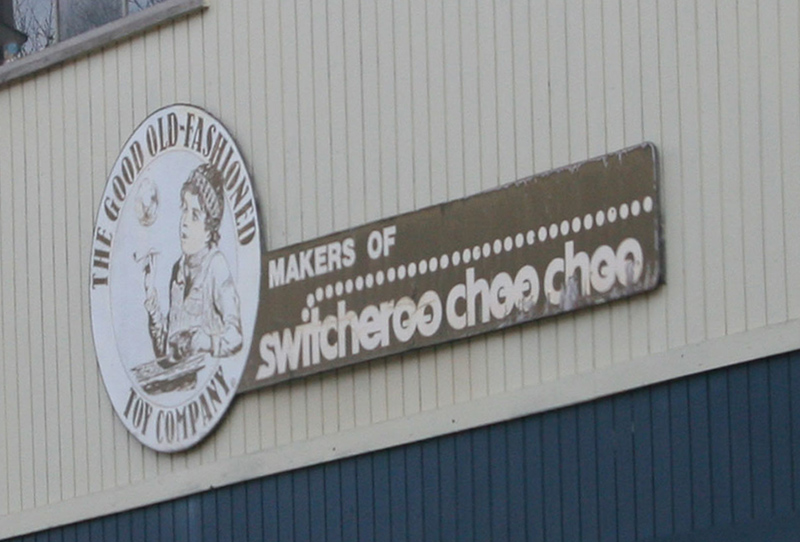 THE GOOD OLD-FASHIONED
TOY COMPANY
MAKERS OF
switcheroo choo choo